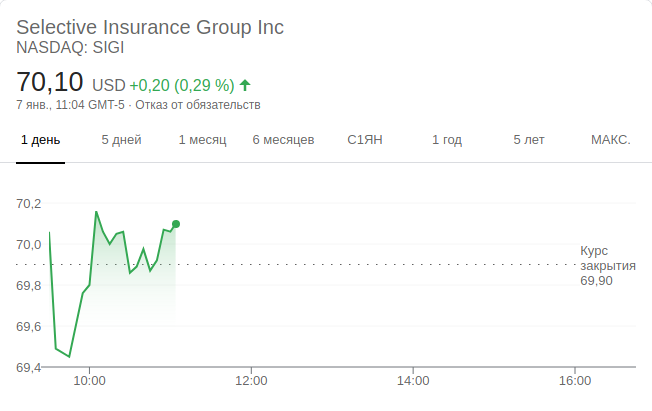 Selective Insurance Group Inc
NASDAQ: SIGI
70,10 USD +0,20 (0,29 %)
7 янв., 11:04 GMT-5 · Отказ от обязательств
1 день 5 дней 1 месяц 6 месяцев С1ЯН 1 год 5 лет МАКС.
70,2
70,0
69,8
69,6
69,4
Курс
закрытия
69,90
10:00 12:00 14:00 16:00